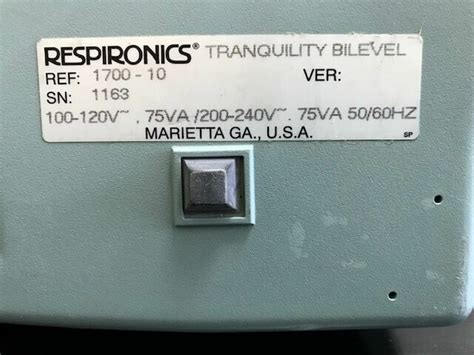 RESPIRONICS® TRANQUILITY BILEVEL
REF: 1700 - 10 VER:
SN: 1163
100-120V~ , 75VA /200-240V~. 75VA 50/60HZ
MARIETTA GA., U.S.A.
SP